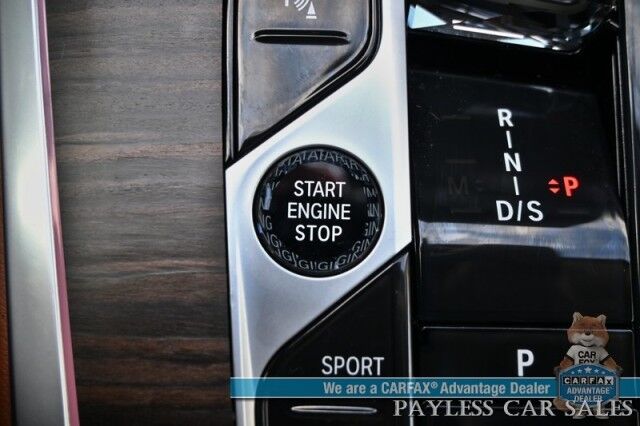 START
ENGINE
STOP
R
N
D/S
M
P
SPORT
P
CAR
FOX
We are a CARFAX® Advantage Dealer
CARFAX
ADVANTAGE
DEALER
PAYLESS CAR SALES